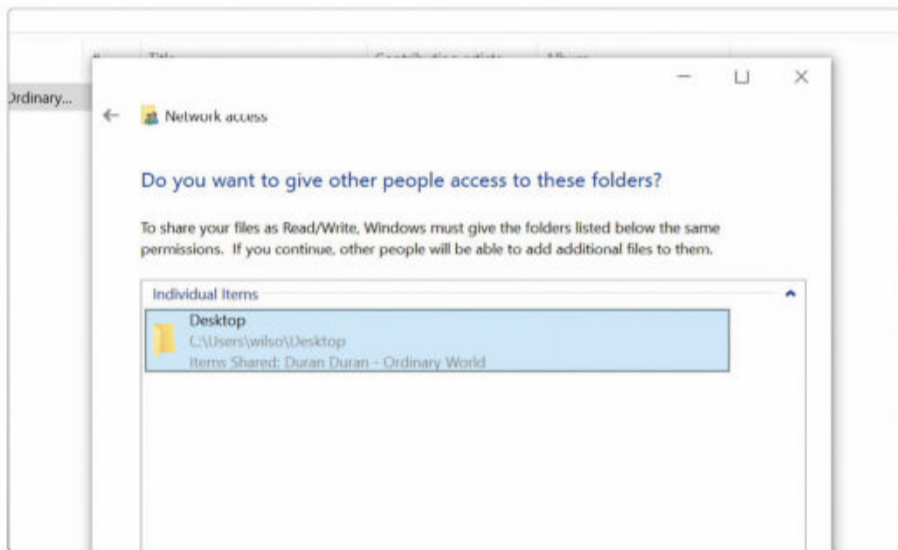 Ordinary...
Network access
Do you want to give other people access to these folders?
To share your files as Read/Write, Windows must give the folders listed below the same
permissions. If you continue, other people will be able to add additional files to them.
Individual Items
Desktop
C:\Users\wilso\Desktop
Items Shared: Duran Duran - Ordinary World